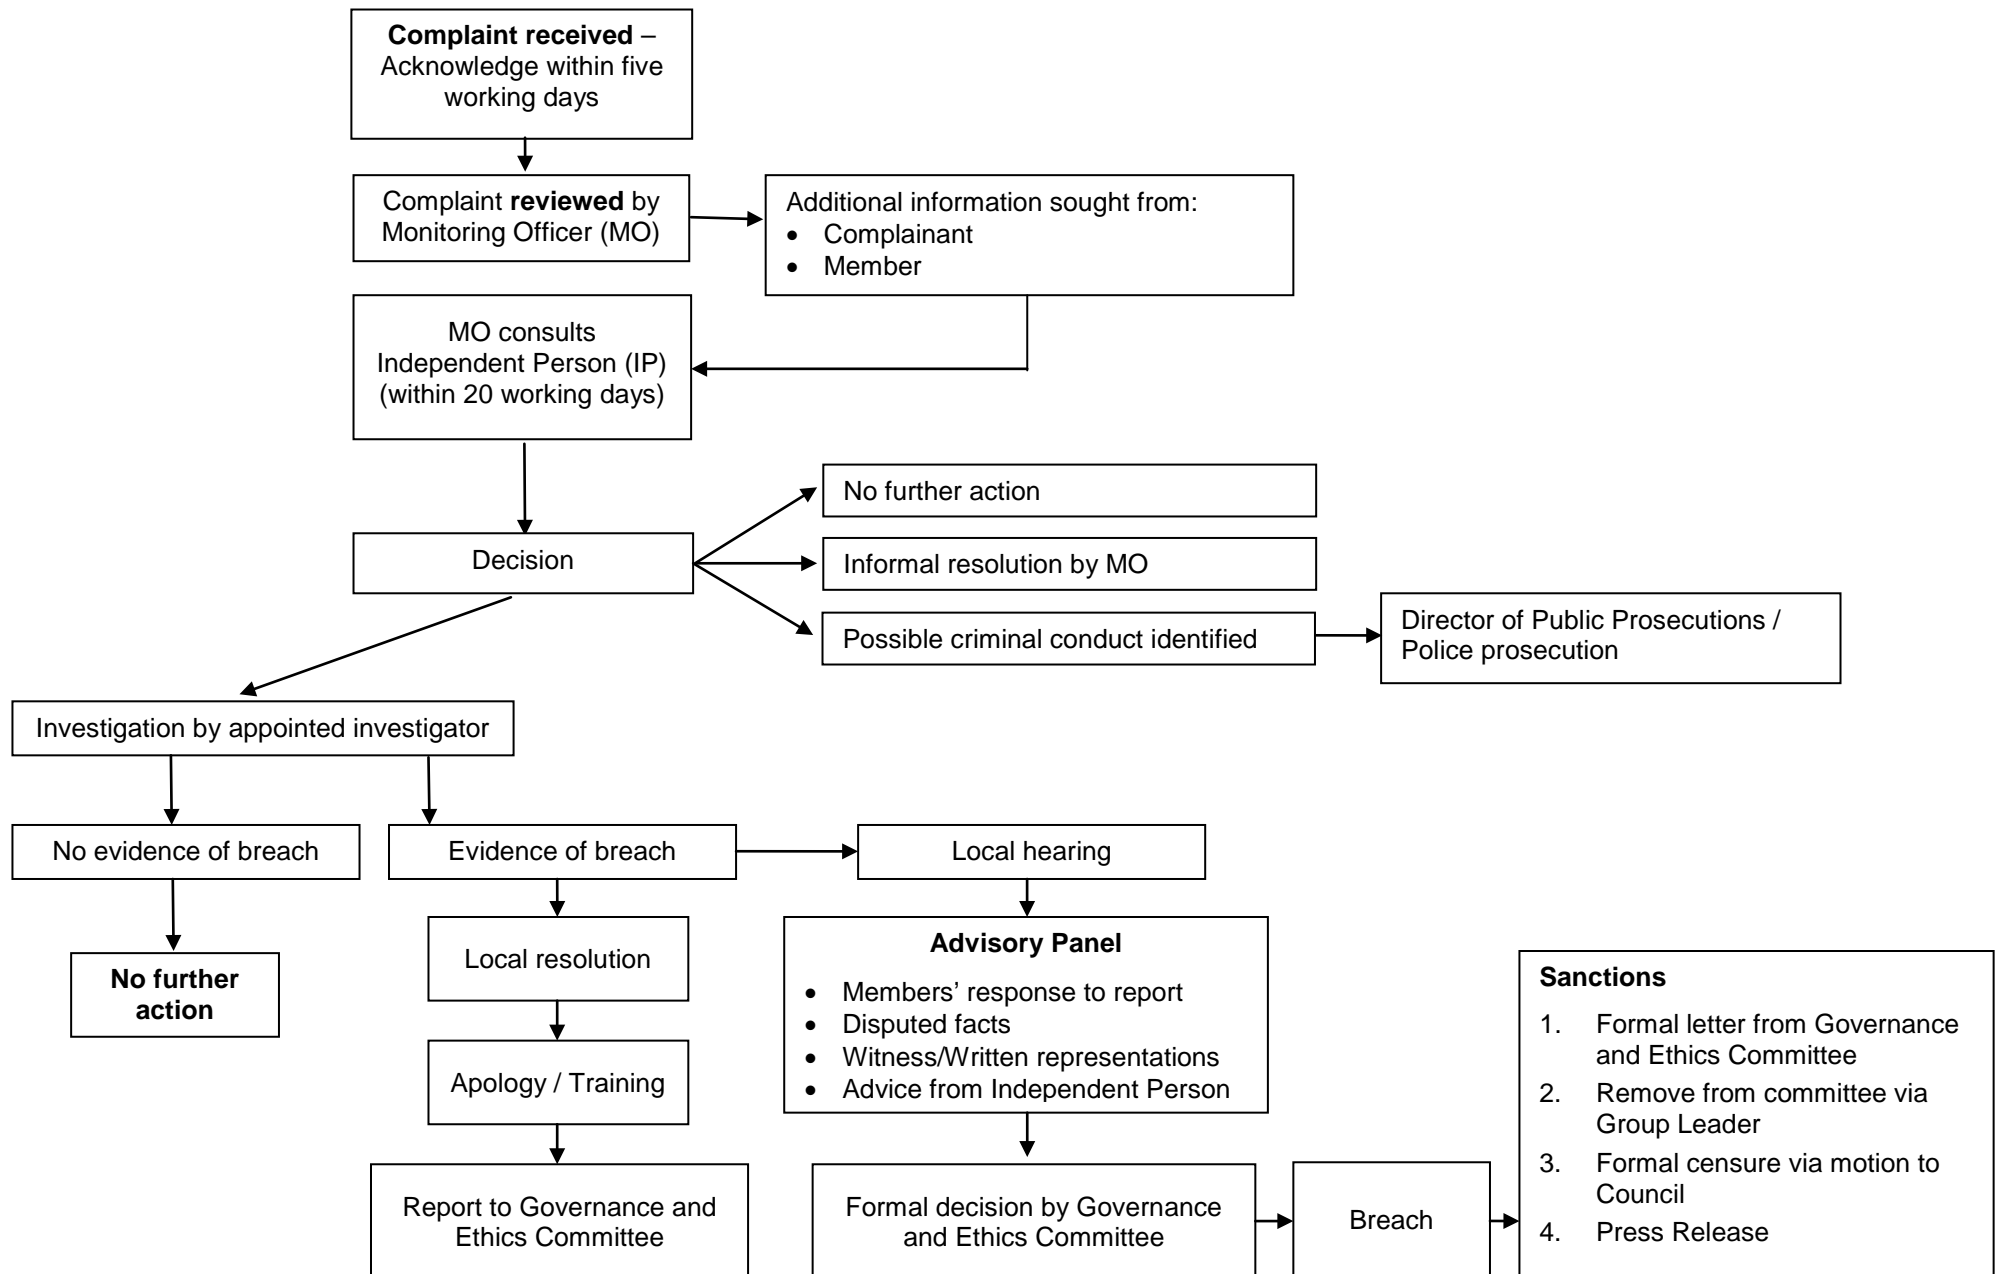 Complaint received –
Acknowledge within five
working days
Complaint reviewed by
Monitoring Officer (MO)
Additional information sought from:
• Complainant
• Member
MO consults
Independent Person (IP)
(within 20 working days)
Decision
No further action
Informal resolution by MO
Possible criminal conduct identified
Director of Public Prosecutions /
Police prosecution
Investigation by appointed investigator
No evidence of breach
Evidence of breach
Local hearing
No further
action
Local resolution
Apology / Training
Report to Governance and
Ethics Committee
Advisory Panel
• Members’ response to report
• Disputed facts
• Witness/Written representations
• Advice from Independent Person
Formal decision by Governance
and Ethics Committee
Breach
Sanctions
1. Formal letter from Governance
and Ethics Committee
2. Remove from committee via
Group Leader
3. Formal censure via motion to
Council
4. Press Release